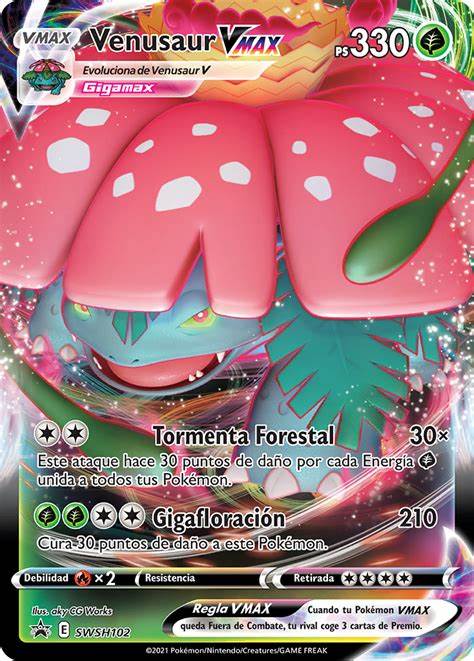 VMAX
Venusaur VMAX
PS 330
Evoluciona de Venusaur V
Gigamax
Tormenta Forestal 30×
Este ataque hace 30 puntos de daño por cada Energía
unida a todos tus Pokémon.
Gigafloración 210
Cura 30 puntos de daño a este Pokémon.
Debilidad × 2 Resistencia Retirada
Ilus. aky CG Works
Regla VMAX
Cuando tu Pokémon VMAX
queda Fuera de Combate, tu rival coge 3 cartas de Premio.
E SWSH102
©2021 Pokémon/Nintendo/Creatures/GAME FREAK